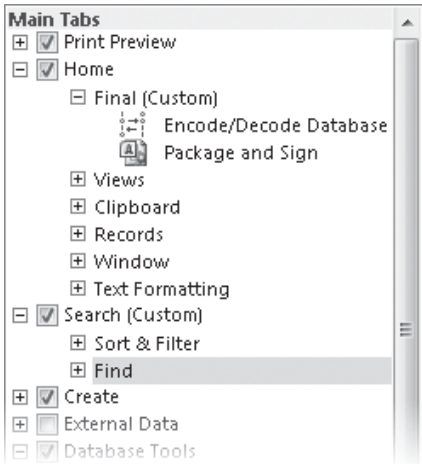 Main Tabs
Print Preview
Home
Final (Custom)
Encode/Decode Database
Package and Sign
Views
Clipboard
Records
Window
Text Formatting
Search (Custom)
Sort & Filter
Find
Create
External Data
Database Tools